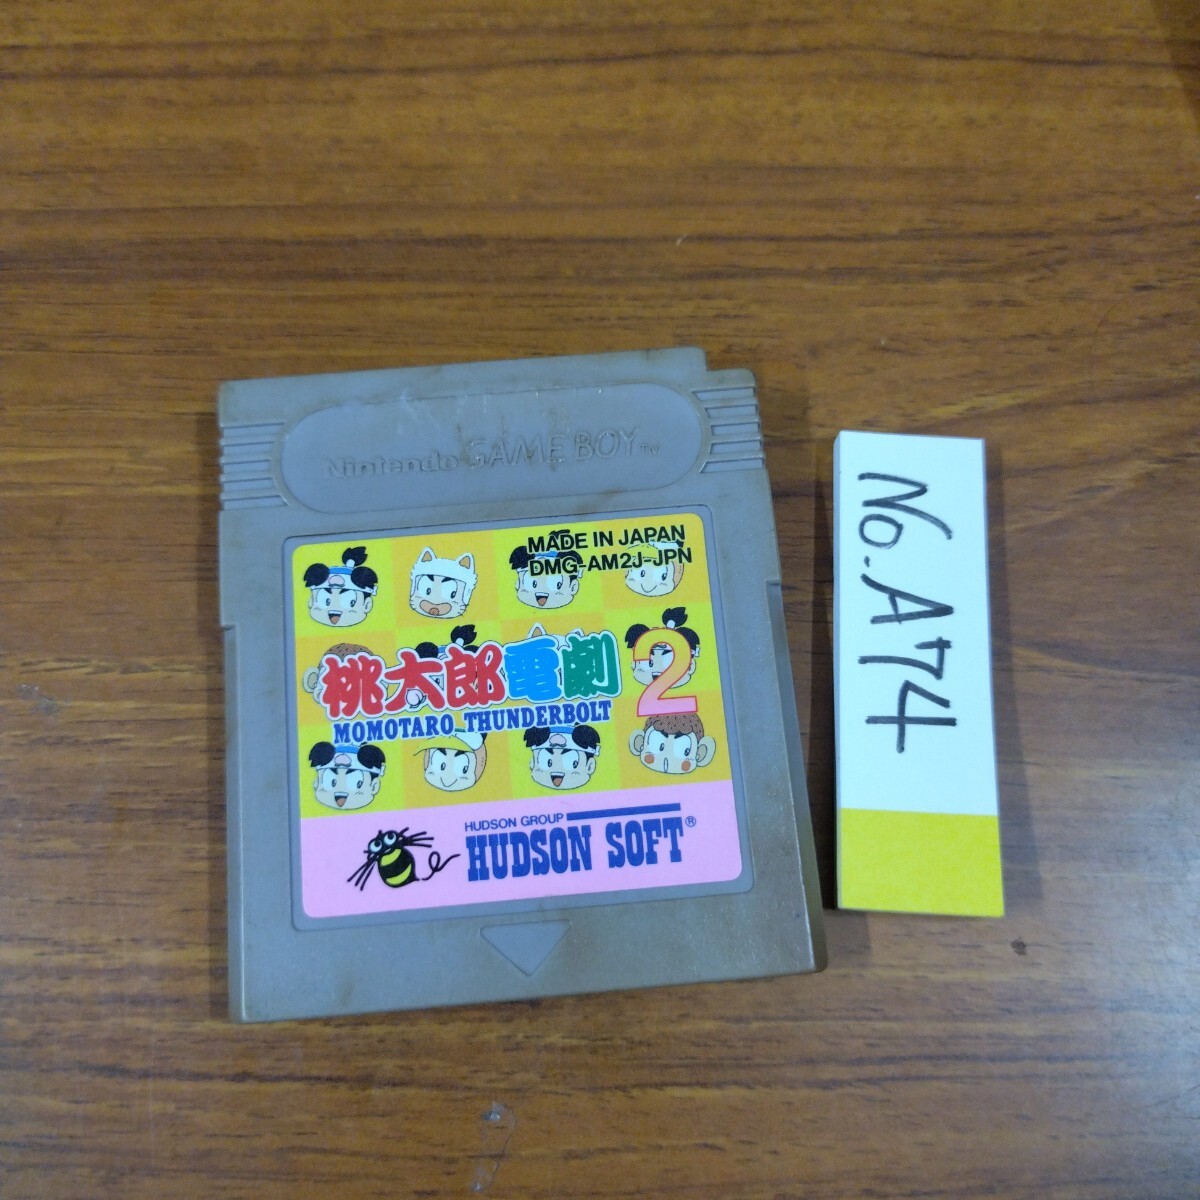 Nintendo GAME BOY TM
MADE IN JAPAN
DMG-AM2J-JPN
桃太郎電劇2
MOMOTARO THUNDERBOLT
HUDSON GROUP
HUDSON SOFT®
No.A74